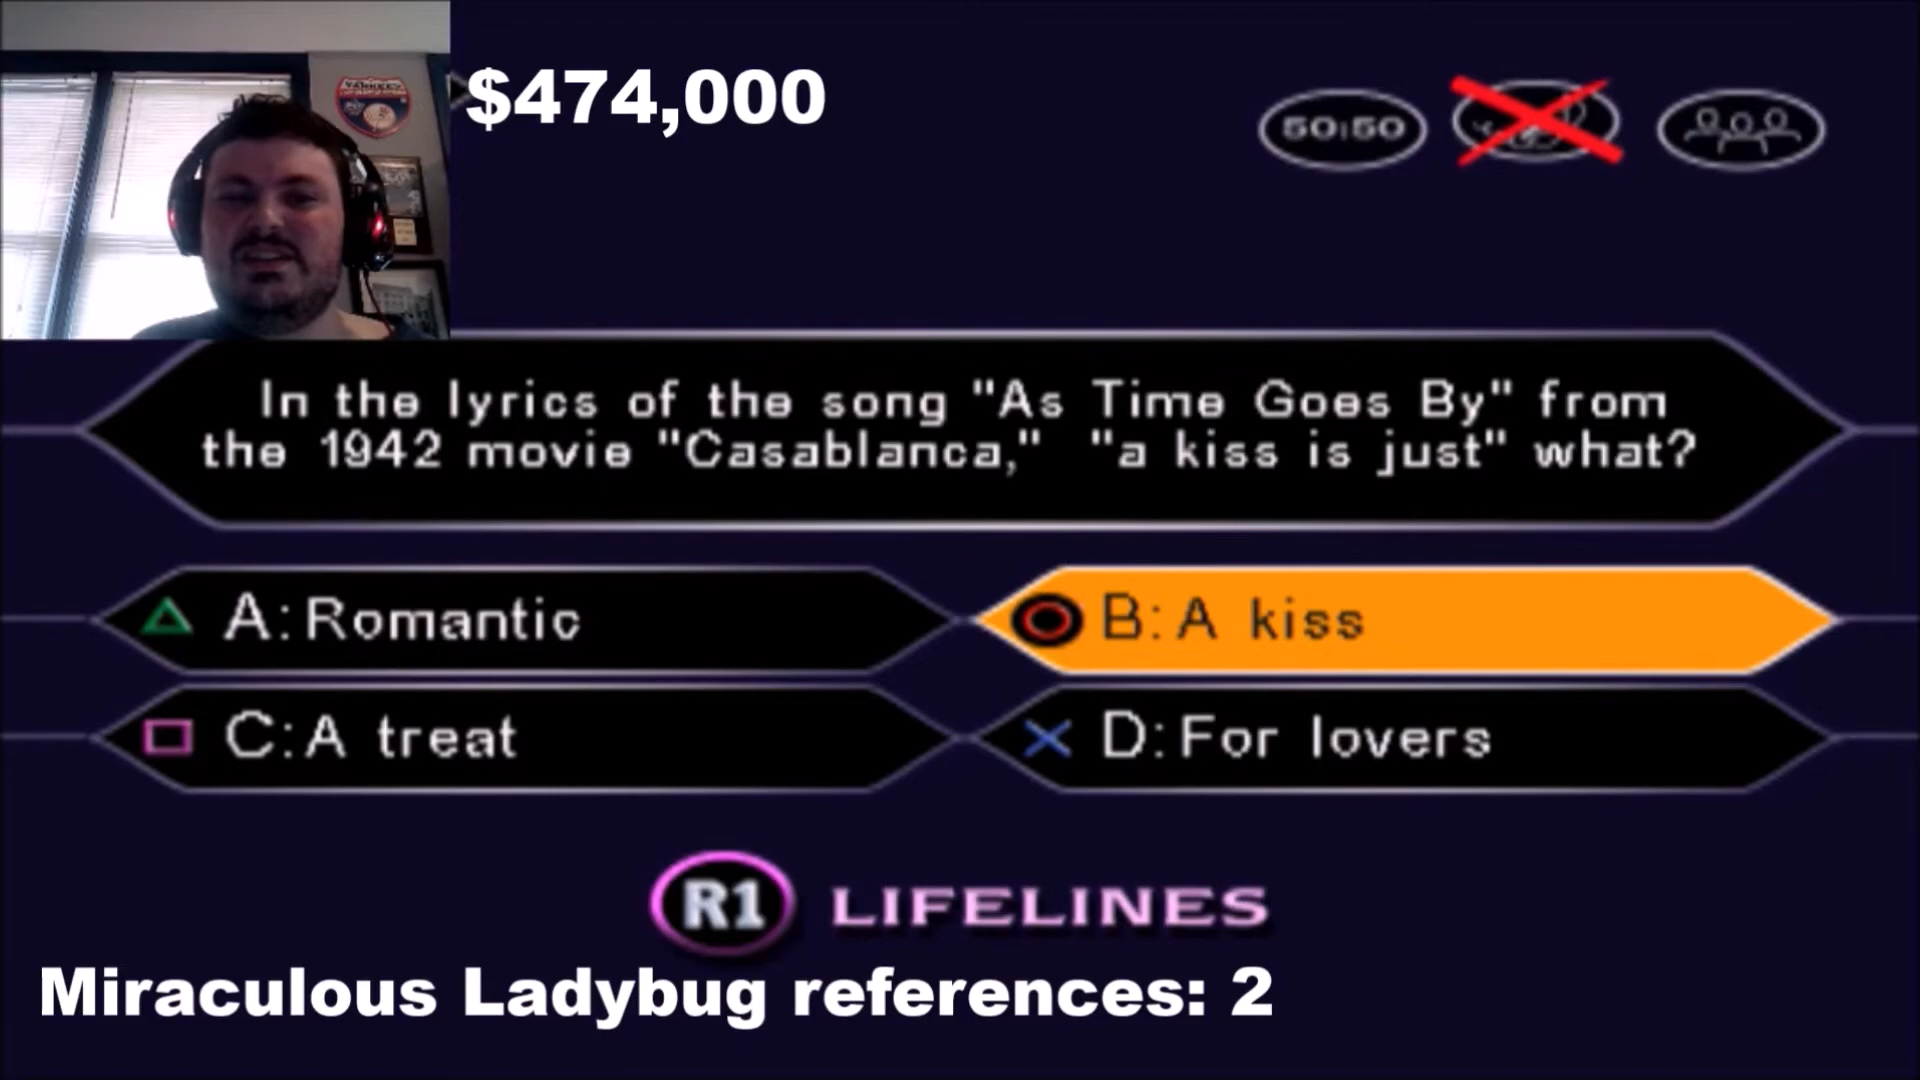 YANKEES
$474,000
50:50
In the lyrics of the song "As Time Goes By" from
the 1942 movie "Casablanca," "a kiss is just" what?
A: Romantic
B: A kiss
C: A treat
D: For lovers
R1 LIFELINES
Miraculous Ladybug references: 2